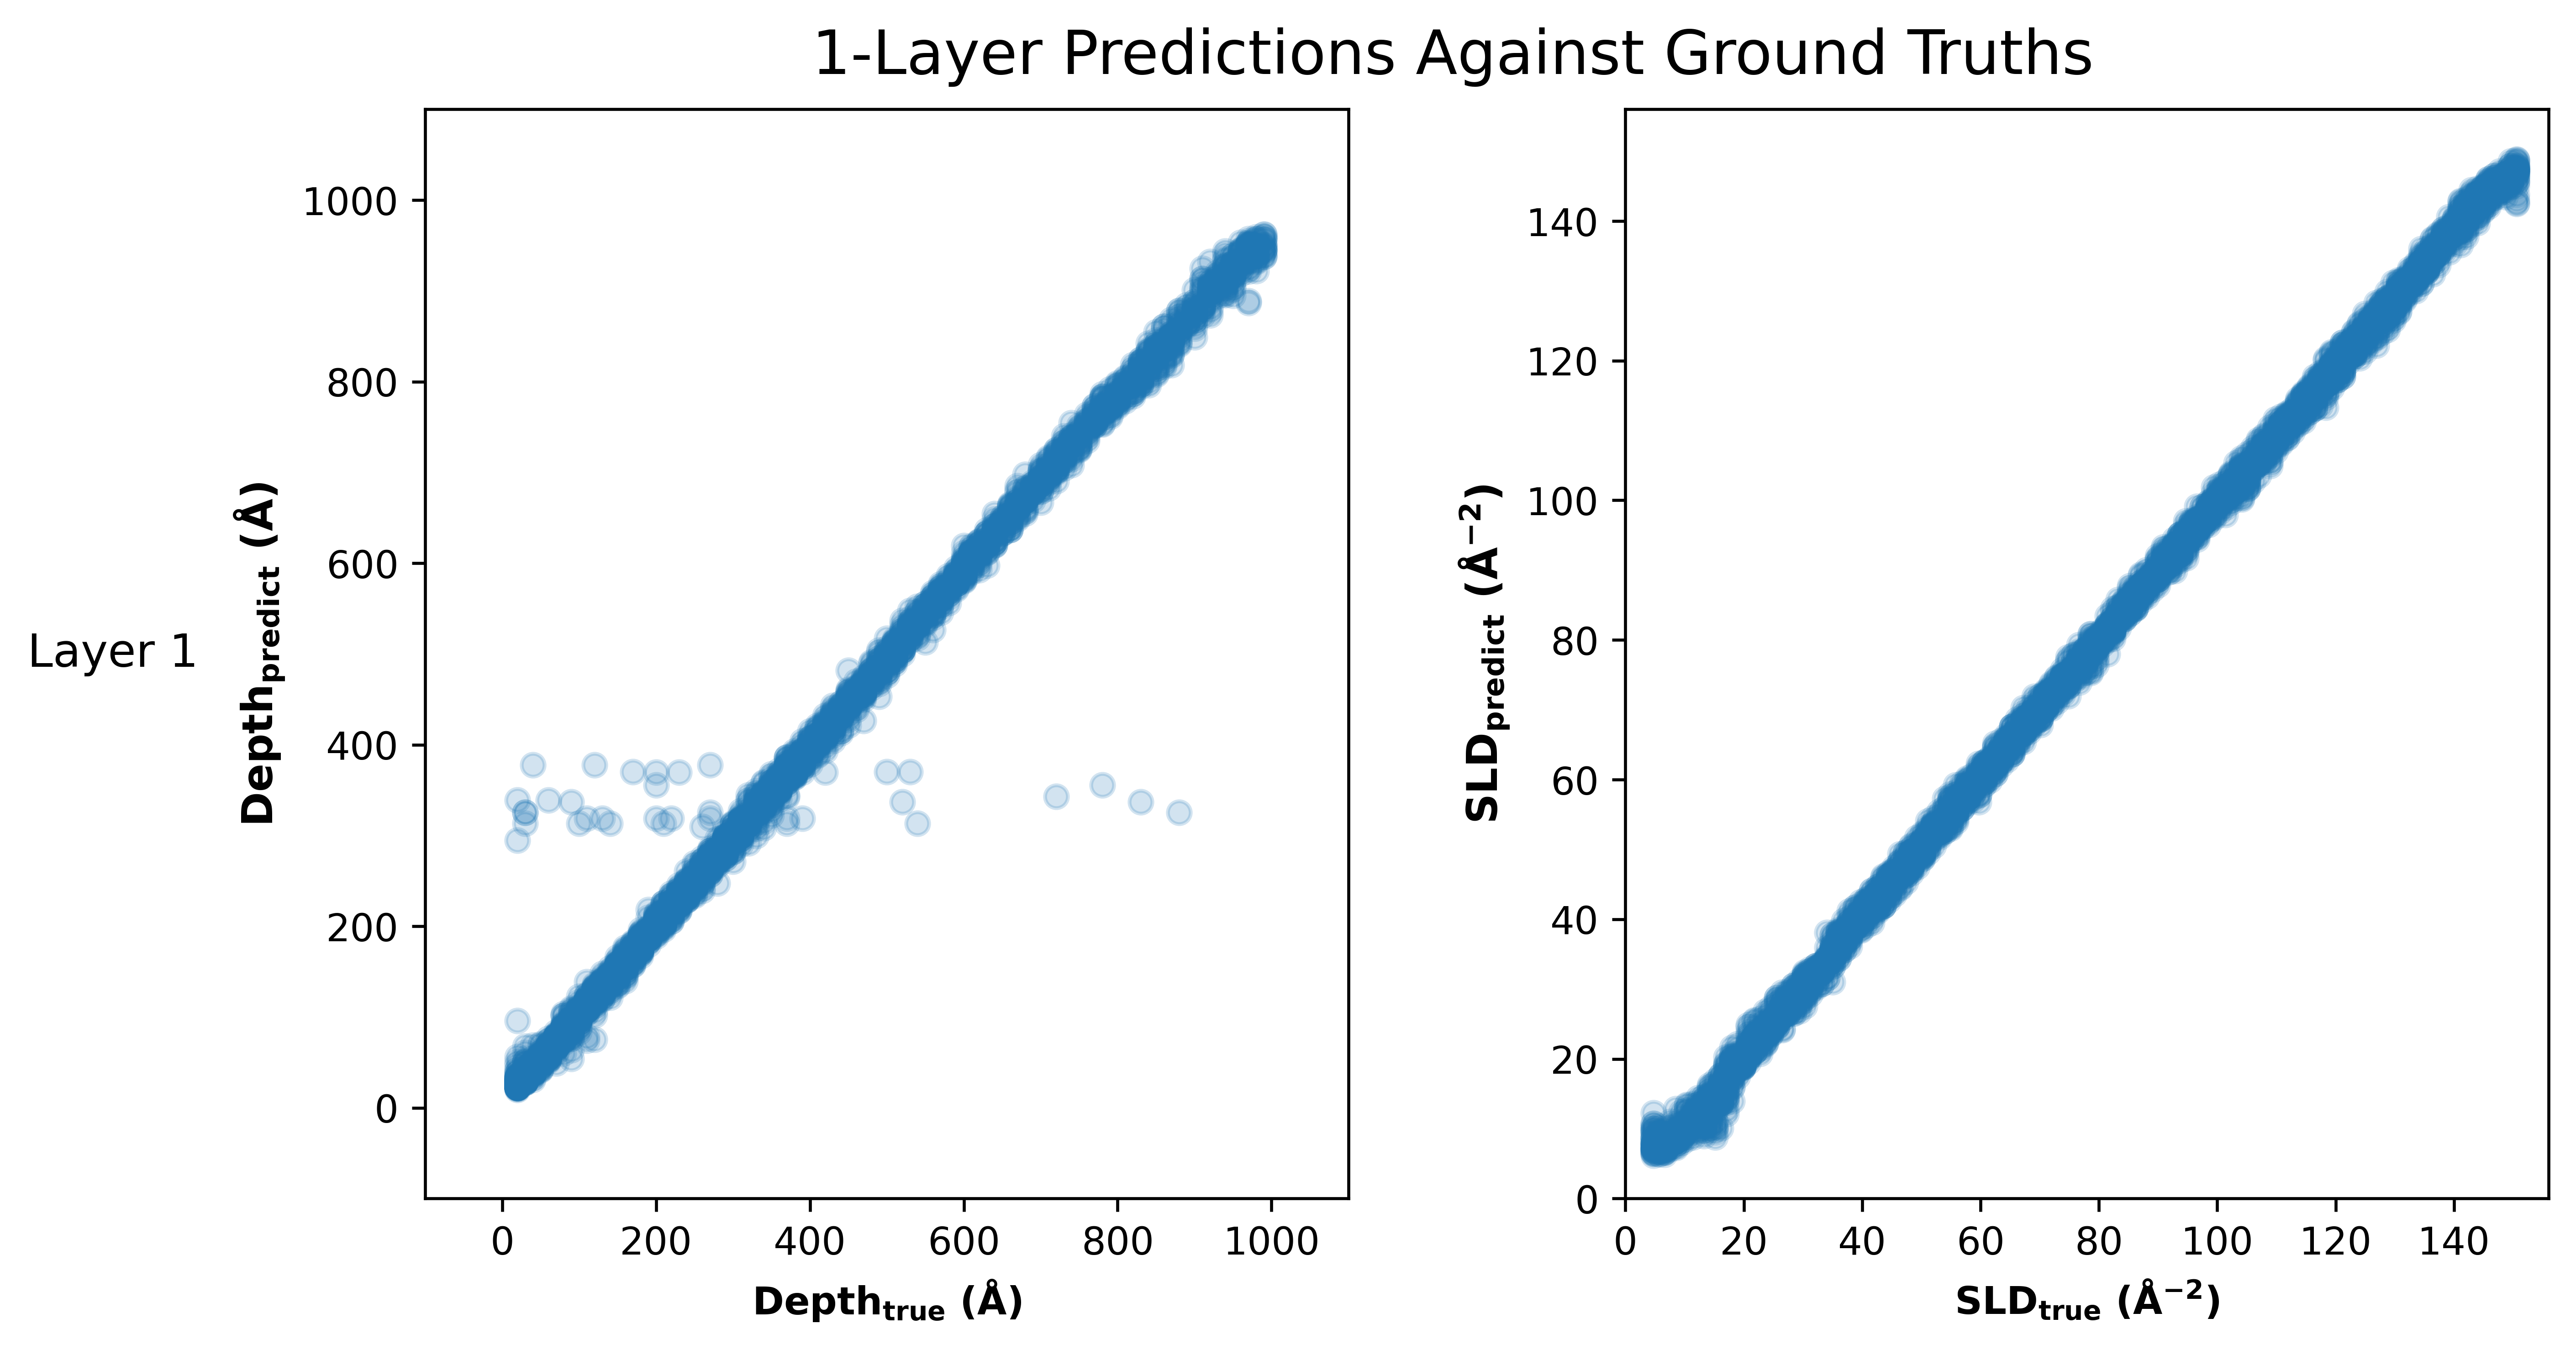 1-Layer Predictions Against Ground Truths
Layer 1
Depth_predict (Å)
1000
800
600
400
200
0
0 200 400 600 800 1000
Depth_true (Å)
SLD_predict (Å⁻²)
140
120
100
80
60
40
20
0
0 20 40 60 80 100 120 140
SLD_true (Å⁻²)